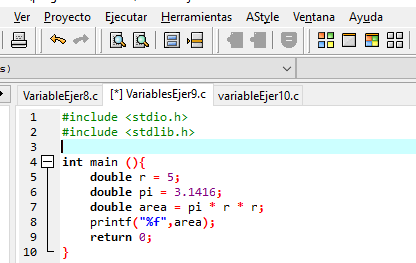 Ver Proyecto Ejecutar Herramientas AStyle Ventana Ayuda
s)
VariableEjer8.c [*] VariablesEjer9.c variableEjer10.c
1 #include <stdio.h>
2 #include <stdlib.h>
3
4 int main (){
5 double r = 5;
6 double pi = 3.1416;
7 double area = pi * r * r;
8 printf("%f",area);
9 return 0;
10 }